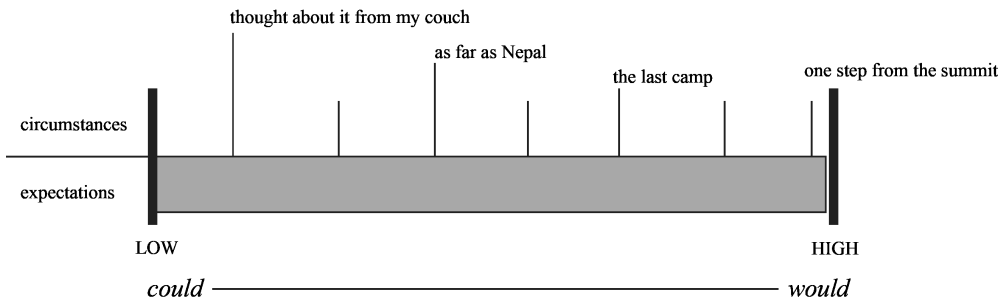 thought about it from my couch
as far as Nepal
the last camp
one step from the summit
circumstances
expectations
LOW
HIGH
could
would